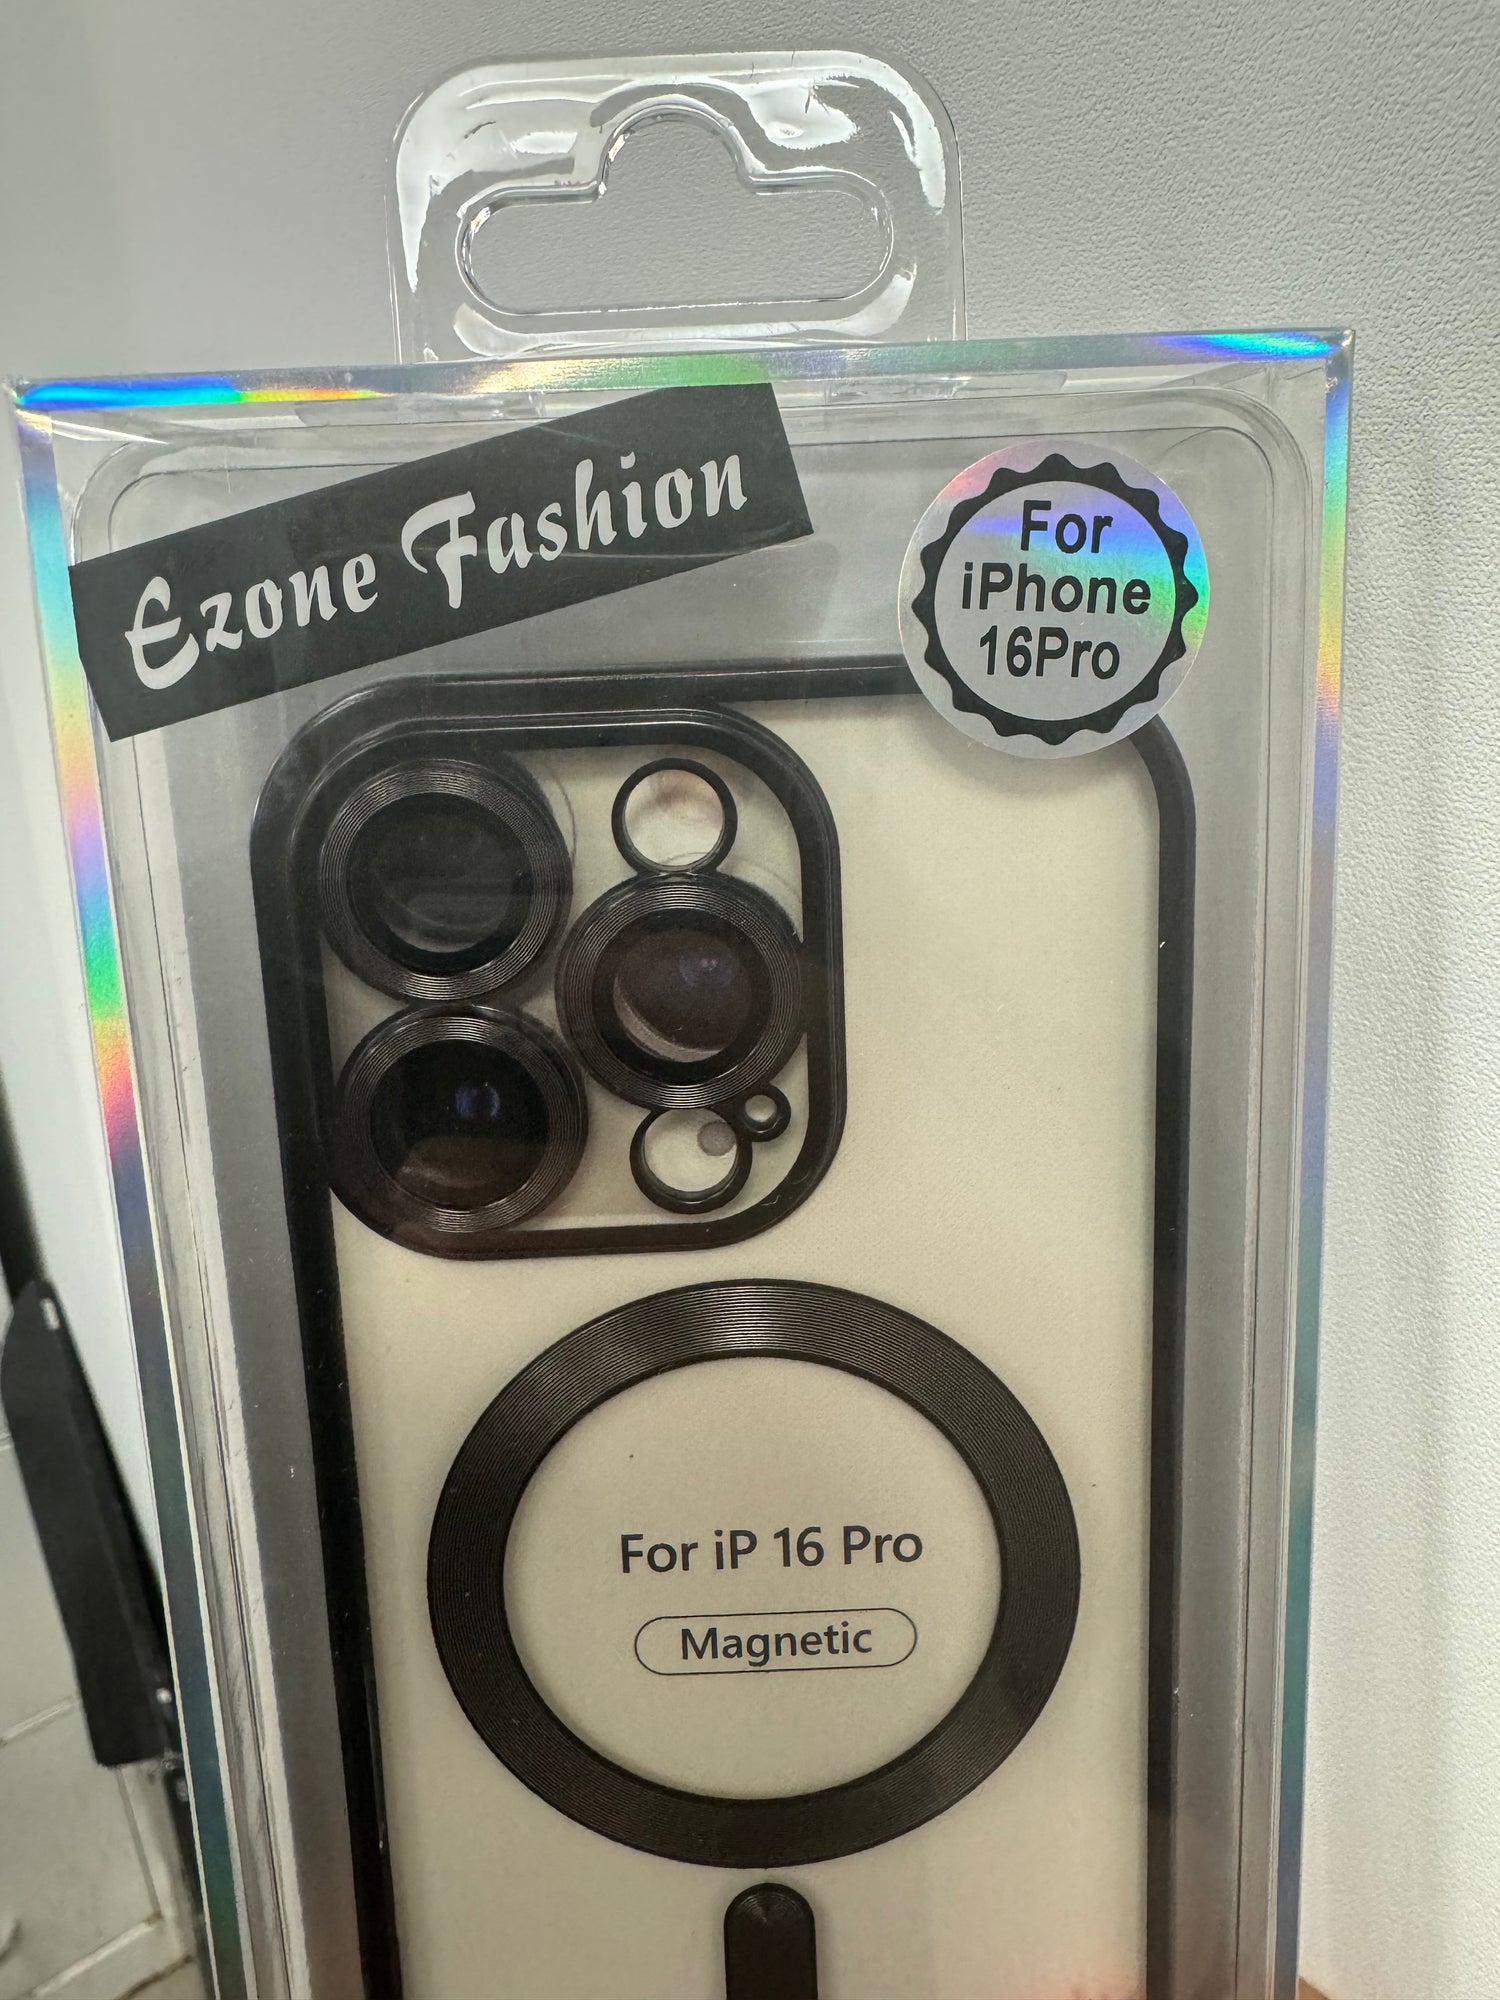 Ezone Fashion
For
iPhone
16Pro
For iP 16 Pro
Magnetic